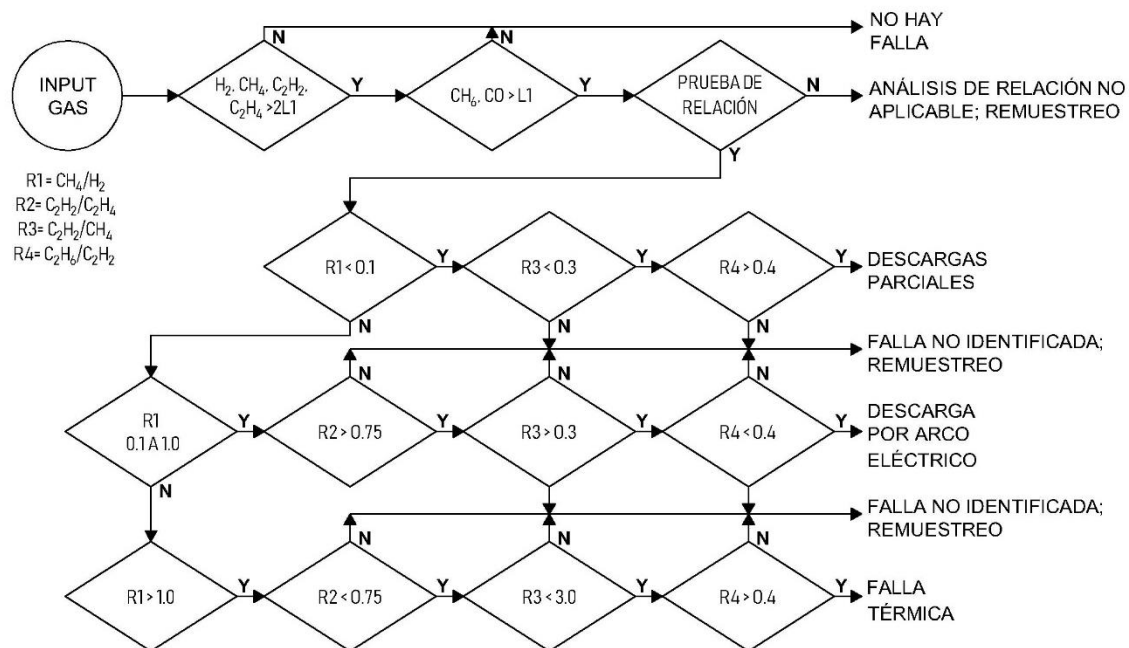 INPUT
GAS
R1= CH₄/H₂
R2= C₂H₂/C₂H₄
R3= C₂H₂/CH₄
R4= C₂H₆/C₂H₂
H₂, CH₄, C₂H₂,
C₂H₄ >2L1
N
Y
CH₆, CO > L1
N
Y
PRUEBA DE
RELACIÓN
N
Y
NO HAY
FALLA
ANÁLISIS DE RELACIÓN NO
APLICABLE; REMUESTREO
R1 < 0.1
Y
N
R3 < 0.3
Y
N
R4 > 0.4
Y
N
DESCARGAS
PARCIALES
FALLA NO IDENTIFICADA;
REMUESTREO
R1
0.1 A 1.0
Y
N
R2 > 0.75
N
Y
R3 > 0.3
N
Y
R4 < 0.4
N
Y
DESCARGA
POR ARCO
ELÉCTRICO
FALLA NO IDENTIFICADA;
REMUESTREO
R1 > 1.0
Y
R2 < 0.75
N
Y
R3 < 3.0
N
Y
R4 > 0.4
N
Y
FALLA
TÉRMICA